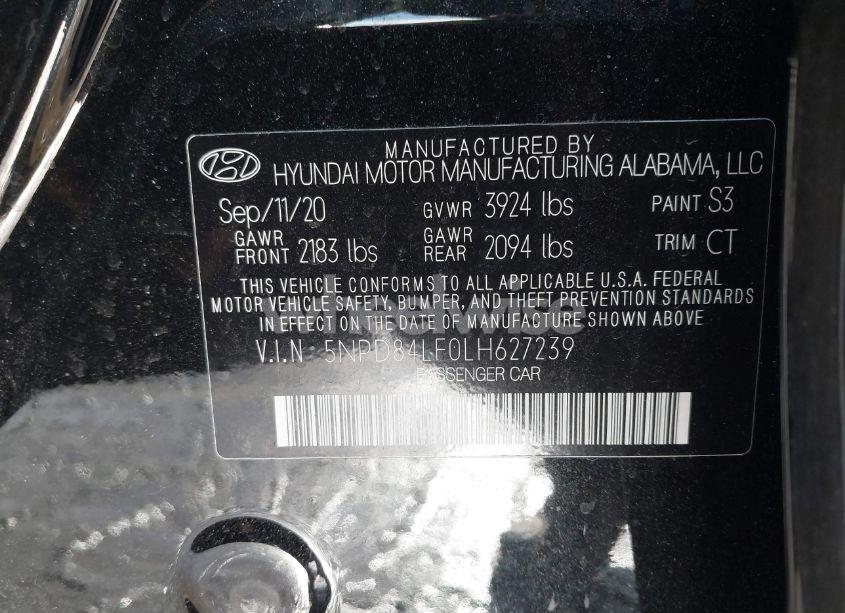 MANUFACTURED BY
HYUNDAI MOTOR MANUFACTURING ALABAMA, LLC
Sep/11/20 GVWR 3924 lbs PAINT S3
GAWR FRONT 2183 lbs GAWR REAR 2094 lbs TRIM CT
THIS VEHICLE CONFORMS TO ALL APPLICABLE U.S.A. FEDERAL
MOTOR VEHICLE SAFETY, BUMPER, AND THEFT PREVENTION STANDARDS
IN EFFECT ON THE DATE OF MANUFACTURE SHOWN ABOVE
V.I.N 5NPD84LF0LH627239
PASSENGER CAR